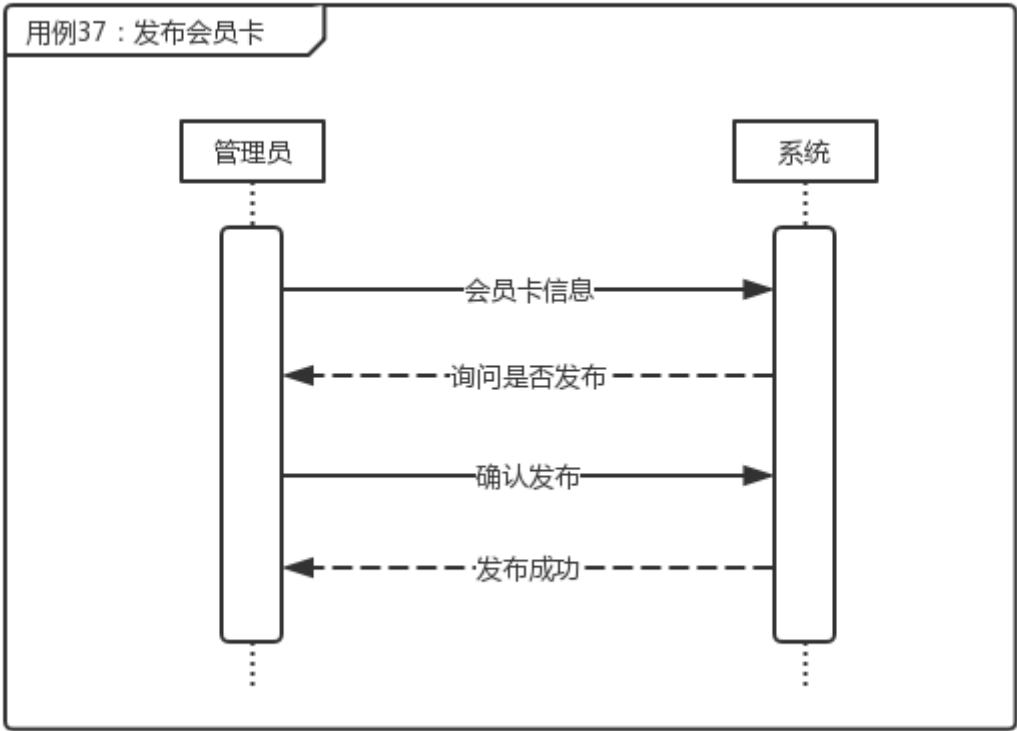 用例37：发布会员卡
管理员
系统
会员卡信息
询问是否发布
确认发布
发布成功